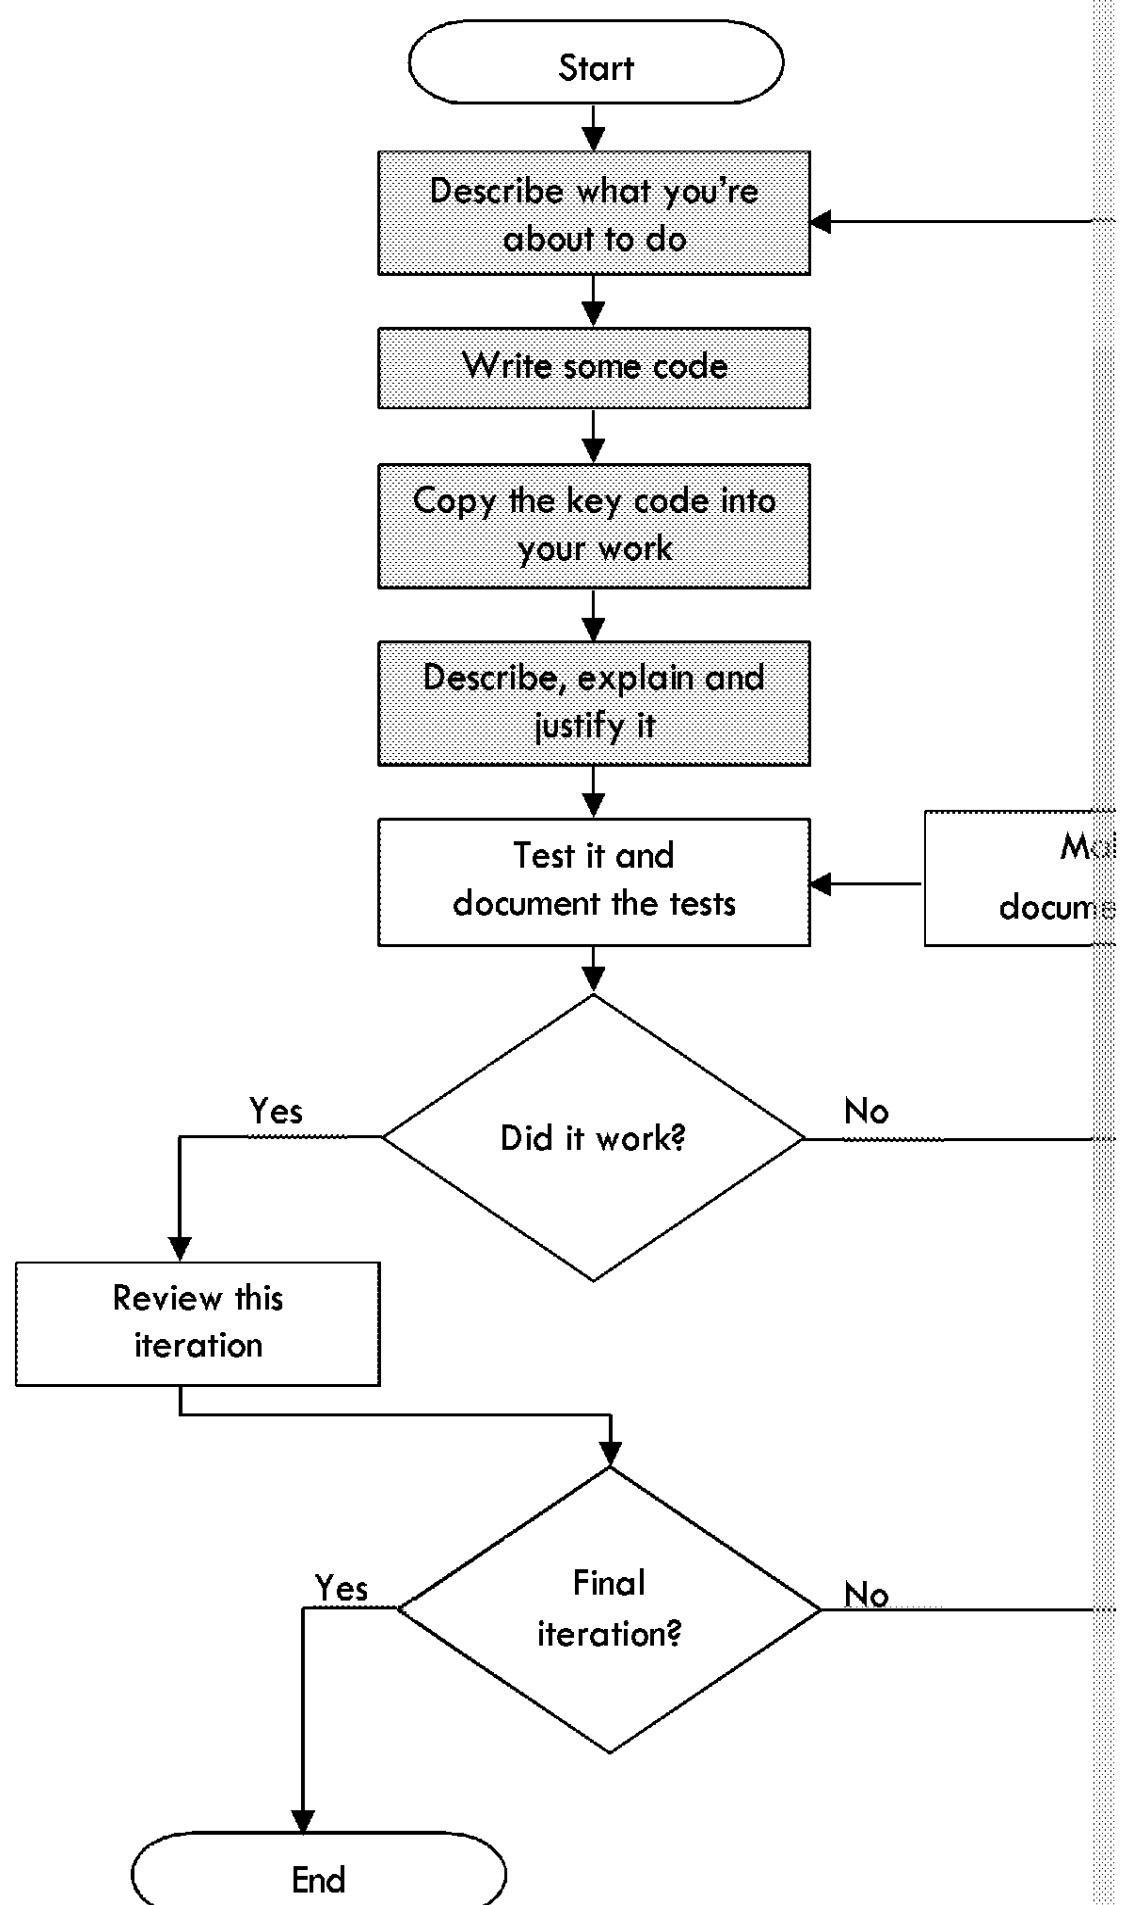 Start
Describe what you're
about to do
Write some code
Copy the key code into
your work
Describe, explain and
justify it
Test it and
document the tests
Yes
Did it work?
No
Review this
iteration
Yes
Final
iteration?
No
End